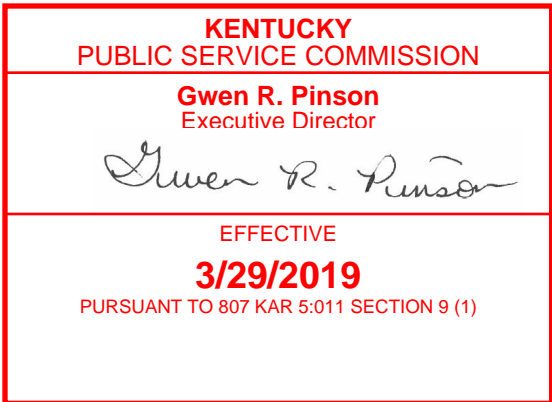 KENTUCKY
PUBLIC SERVICE COMMISSION
Gwen R. Pinson
Executive Director
Gwen R. Pinson
EFFECTIVE
3/29/2019
PURSUANT TO 807 KAR 5:011 SECTION 9 (1)